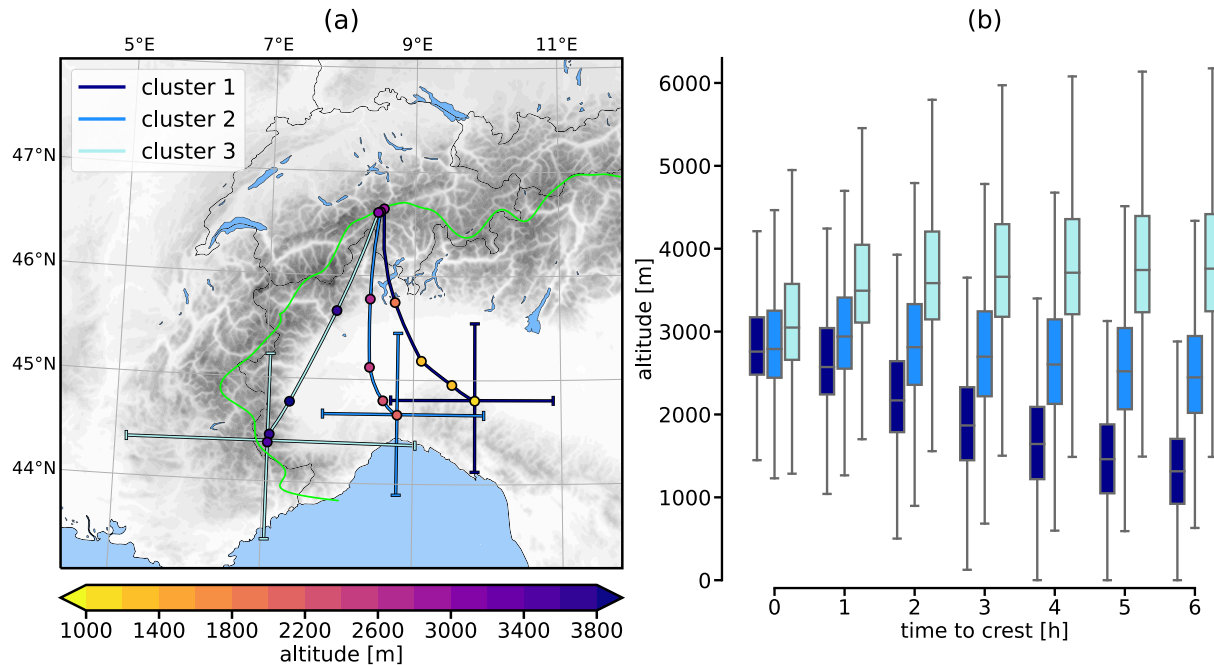 (a)
5°E 7°E 9°E 11°E
cluster 1
cluster 2
cluster 3
47°N
46°N
45°N
44°N
1000 1400 1800 2200 2600 3000 3400 3800
altitude [m]
(b)
6000
5000
4000
3000
2000
1000
0
altitude [m]
0 1 2 3 4 5 6
time to crest [h]